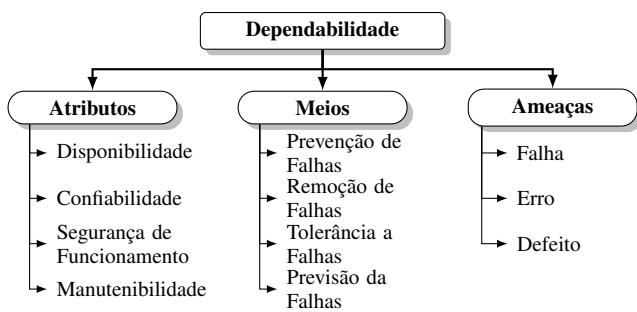 Dependabilidade
Atributos
Disponibilidade
Confiabilidade
Segurança de
Funcionamento
Manutenibilidade
Meios
Prevenção de
Falhas
Remoção de
Falhas
Tolerância a
Falhas
Previsão da
Falhas
Ameaças
Falha
Erro
Defeito